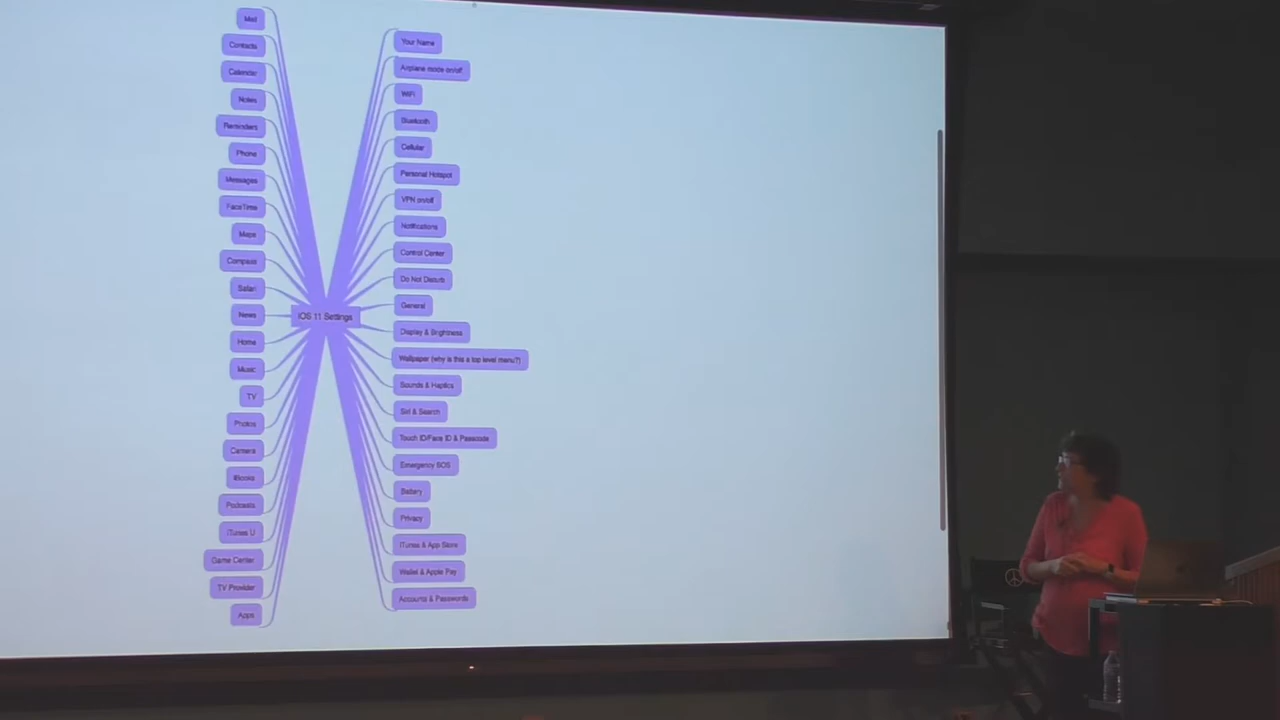 Mail
Contacts
Calendar
Notes
Reminders
Phone
Messages
FaceTime
Maps
Compass
Safari
News
Home
Music
TV
Photos
Camera
iBooks
Podcasts
iTunes U
Game Center
TV Provider
Apps
iOS 11 Settings
Your Name
Airplane mode on/off
WiFi
Bluetooth
Cellular
Personal Hotspot
VPN on/off
Notifications
Control Center
Do Not Disturb
General
Display & Brightness
Wallpaper (why is this a top level menu?)
Sounds & Haptics
Siri & Search
Touch ID/Face ID & Passcode
Emergency SOS
Battery
Privacy
iTunes & App Store
Wallet & Apple Pay
Accounts & Passwords